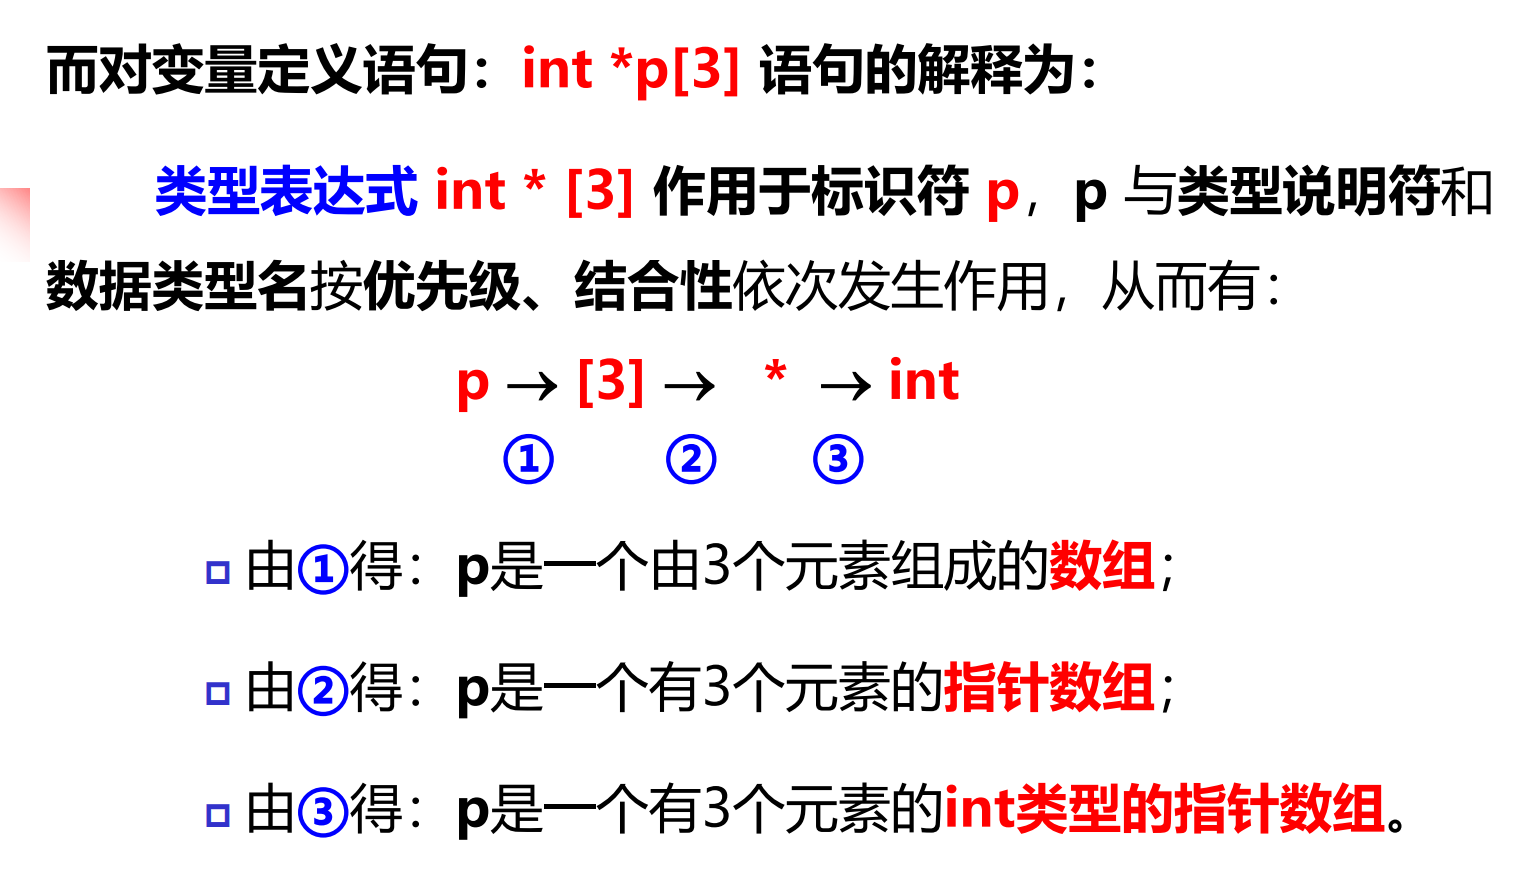 而对变量定义语句：int *p[3] 语句的解释为：
类型表达式 int * [3] 作用于标识符 p，p 与类型说明符和
数据类型名按优先级、结合性依次发生作用，从而有：
p → [3] → * → int
① ② ③
由①得：p是一个由3个元素组成的数组；
由②得：p是一个有3个元素的指针数组；
由③得：p是一个有3个元素的int类型的指针数组。